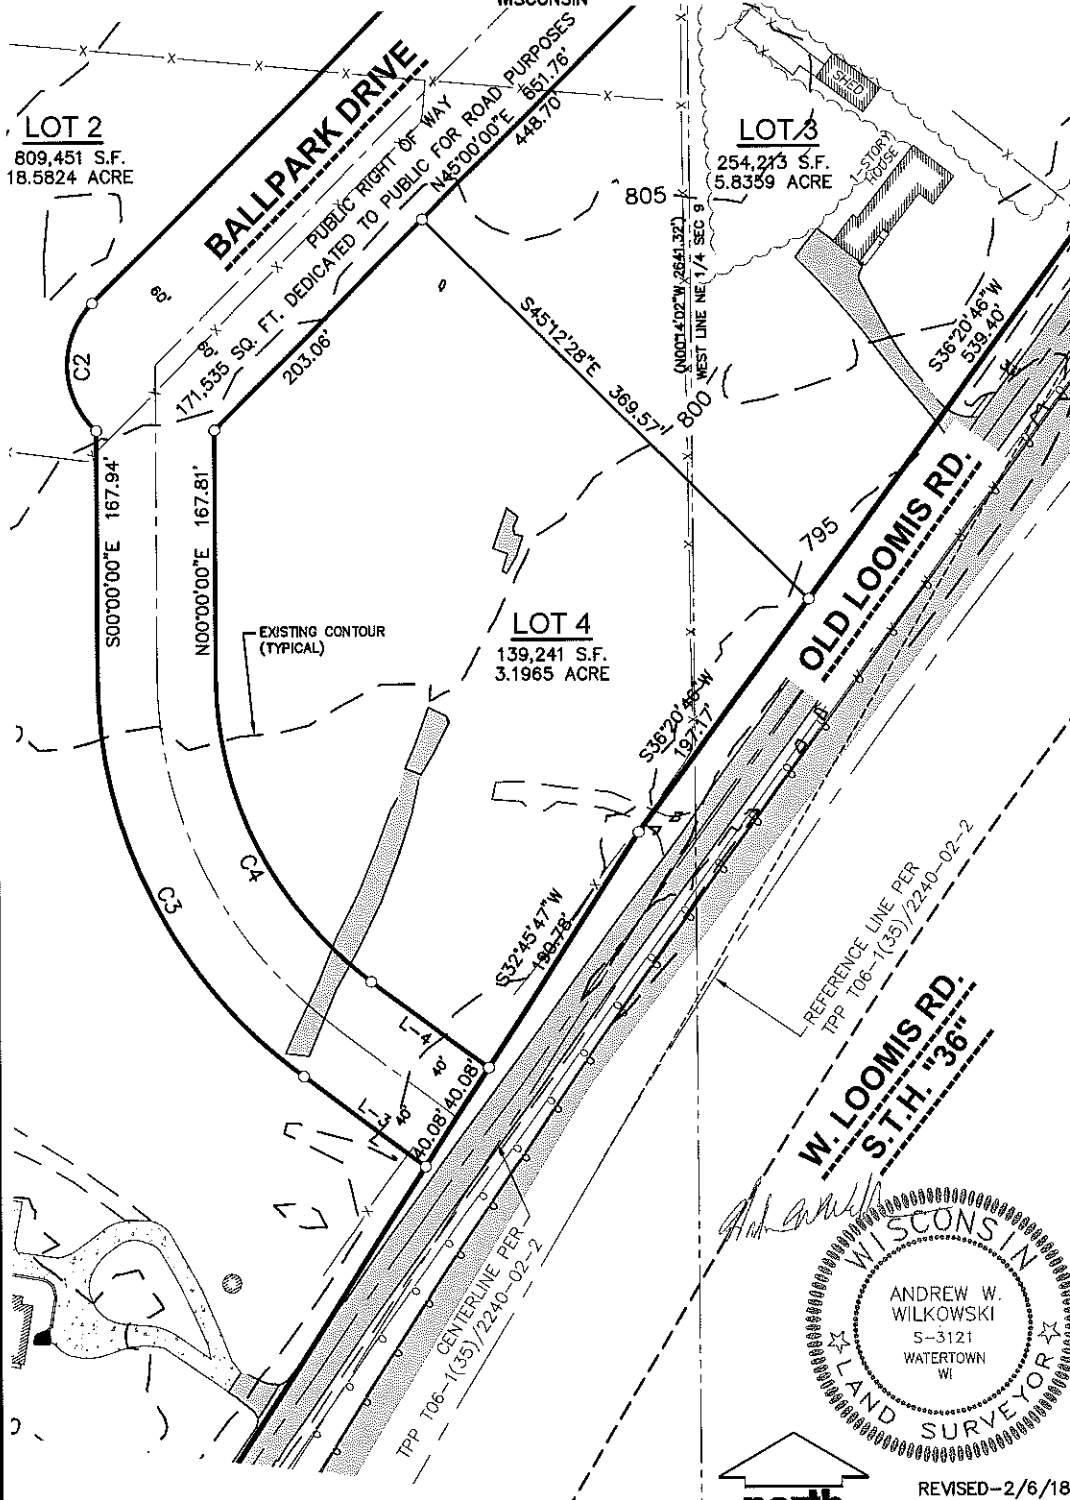 WISCONSIN
LOT 2
809,451 S.F.
18.5824 ACRE
BALLPARK DRIVE
PUBLIC RIGHT OF WAY
171,535 SQ. FT. DEDICATED TO PUBLIC FOR ROAD PURPOSES
N45°00'00"E 651.76'
448.70'
203.06'
60'
60'
C2
LOT 3
254,213 S.F.
5.8359 ACRE
SHED
1-STORY
HOUSE
805
(N00°14'02"W 2641.32')
WEST LINE NE 1/4 SEC 9
S45°12'28"E 369.57'
800
S36°20'46"W
539.40'
795
OLD LOOMIS RD.
S00°00'00"E 167.94'
N00°00'00"E 167.81'
EXISTING CONTOUR
(TYPICAL)
LOT 4
139,241 S.F.
3.1965 ACRE
S36°20'46"W
197.17'
C4
C3
S32°45'47"W
190.78'
L-4
40'
40.08'
L-3
40'
40.08'
REFERENCE LINE PER
TPP T06-1(35)/2240-02-2
W. LOOMIS RD.
S.T.H. "36"
CENTERLINE PER
TPP T06-1(35)/2240-02-2
WISCONSIN
ANDREW W.
WILKOWSKI
S-3121
WATERTOWN
WI
LAND SURVEYOR
north
REVISED-2/6/18